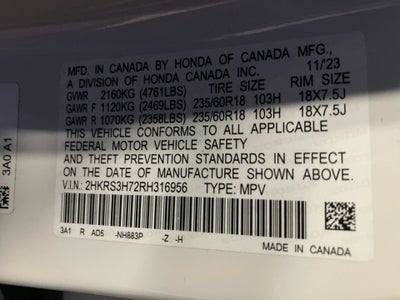 MFD. IN CANADA BY HONDA OF CANADA MFG.,
A DIVISION OF HONDA CANADA INC. 11/23
GVWR 2160KG (4761LBS) TIRE SIZE RIM SIZE
GAWR F 1120KG (2469LBS) 235/60R18 103H 18X7.5J
GAWR R 1070KG (2358LBS) 235/60R18 103H 18X7.5J
THIS VEHICLE CONFORMS TO ALL APPLICABLE
FEDERAL MOTOR VEHICLE SAFETY
AND THEFT PREVENTION STANDARDS IN EFFECT
ON THE DATE OF MANUFACTURE SHOWN ABOVE.
V.I.N.: 2HKRS3H72RH316956 TYPE: MPV
3A1 R AD5 -NH883P -Z -H
MADE IN CANADA
3A0 A1